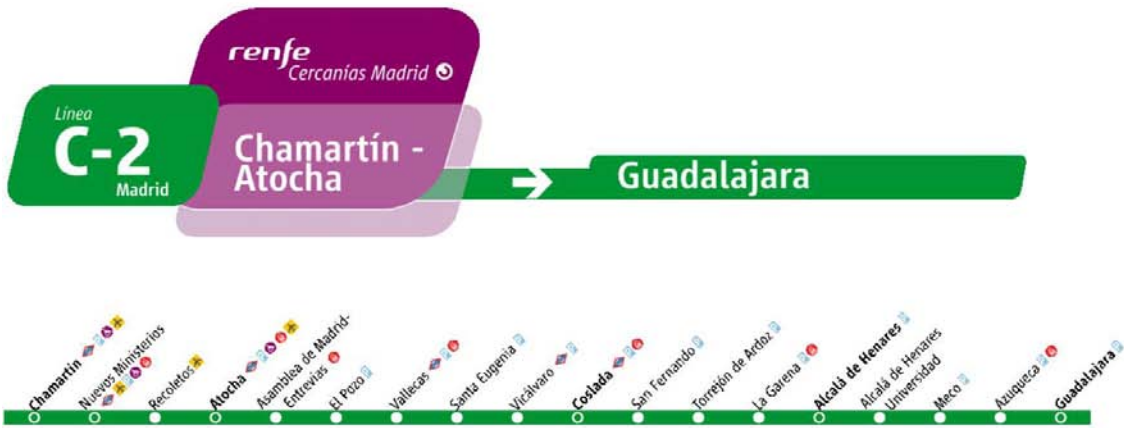 renfe
Cercanías Madrid
Línea
C-2
Madrid
Chamartín -
Atocha
Guadalajara
Chamartín
Nuevos Ministerios
Recoletos
Atocha
Asamblea de Madrid-
Entrevías
El Pozo
Vallecas
Santa Eugenia
Vicálvaro
Coslada
San Fernando
Torrejón de Ardoz
La Garena
Alcalá de Henares
Alcalá de Henares
Universidad
Meco
Azuqueca
Guadalajara